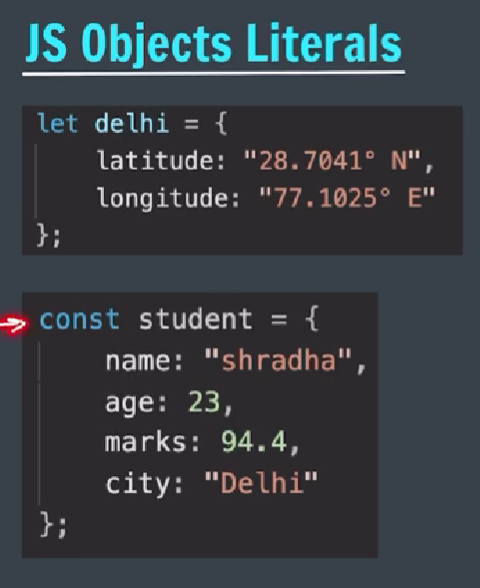 JS Objects Literals
let delhi = {
latitude: "28.7041° N",
longitude: "77.1025° E"
};
const student = {
name: "shradha",
age: 23,
marks: 94.4,
city: "Delhi"
};